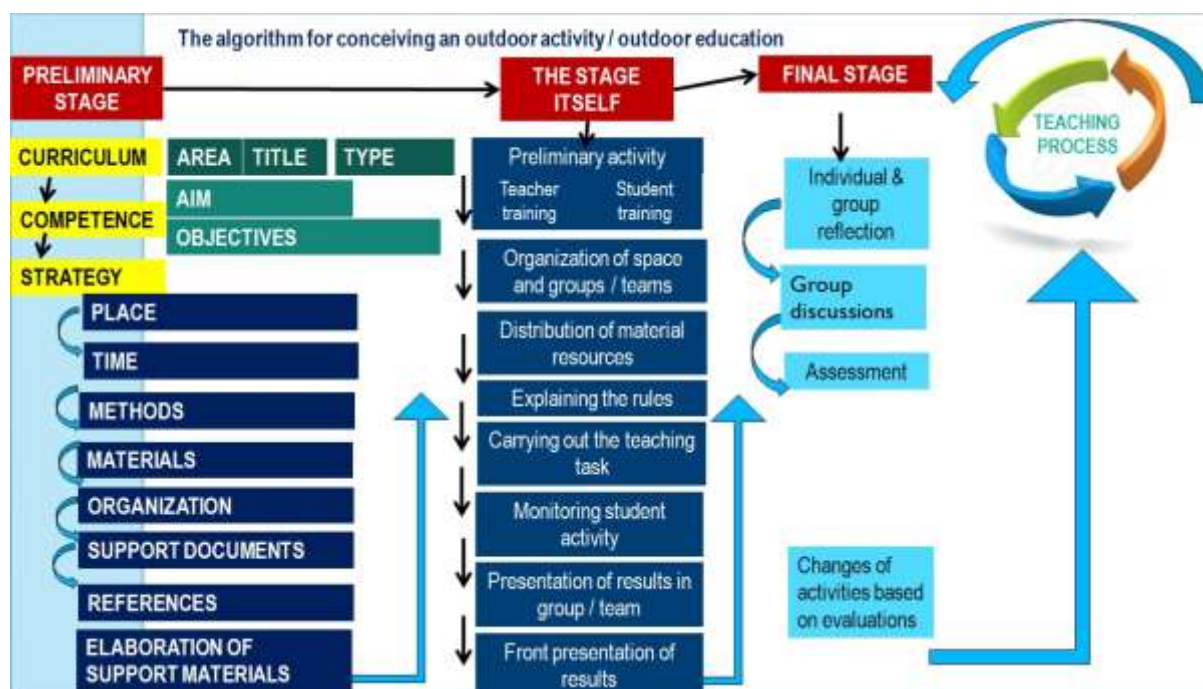 The algorithm for conceiving an outdoor activity / outdoor education
PRELIMINARY
STAGE
THE STAGE
ITSELF
FINAL STAGE
TEACHING
PROCESS
CURRICULUM
AREA TITLE TYPE
COMPETENCE
AIM
OBJECTIVES
STRATEGY
PLACE
TIME
METHODS
MATERIALS
ORGANIZATION
SUPPORT DOCUMENTS
REFERENCES
ELABORATION OF
SUPPORT MATERIALS
Preliminary activity
Teacher
training
Student
training
Organization of space
and groups / teams
Distribution of material
resources
Explaining the rules
Carrying out the teaching
task
Monitoring student
activity
Presentation of results in
group / team
Front presentation of
results
Individual &
group
reflection
Group
discussions
Assessment
Changes of
activities based
on evaluations